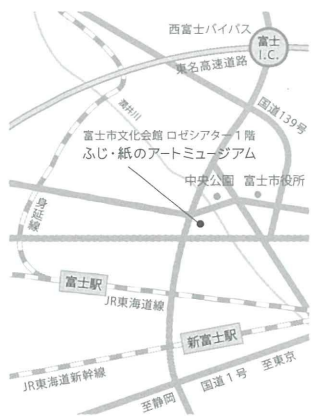 西富士バイパス
富士
I.C.
東名高速道路
潤井川
国道139号
富士市文化会館 ロゼシアター1階
ふじ・紙のアートミュージアム
中央公園 富士市役所
身延線
富士駅
JR東海道線
新富士駅
JR東海道新幹線
至静岡
国道1号
至東京